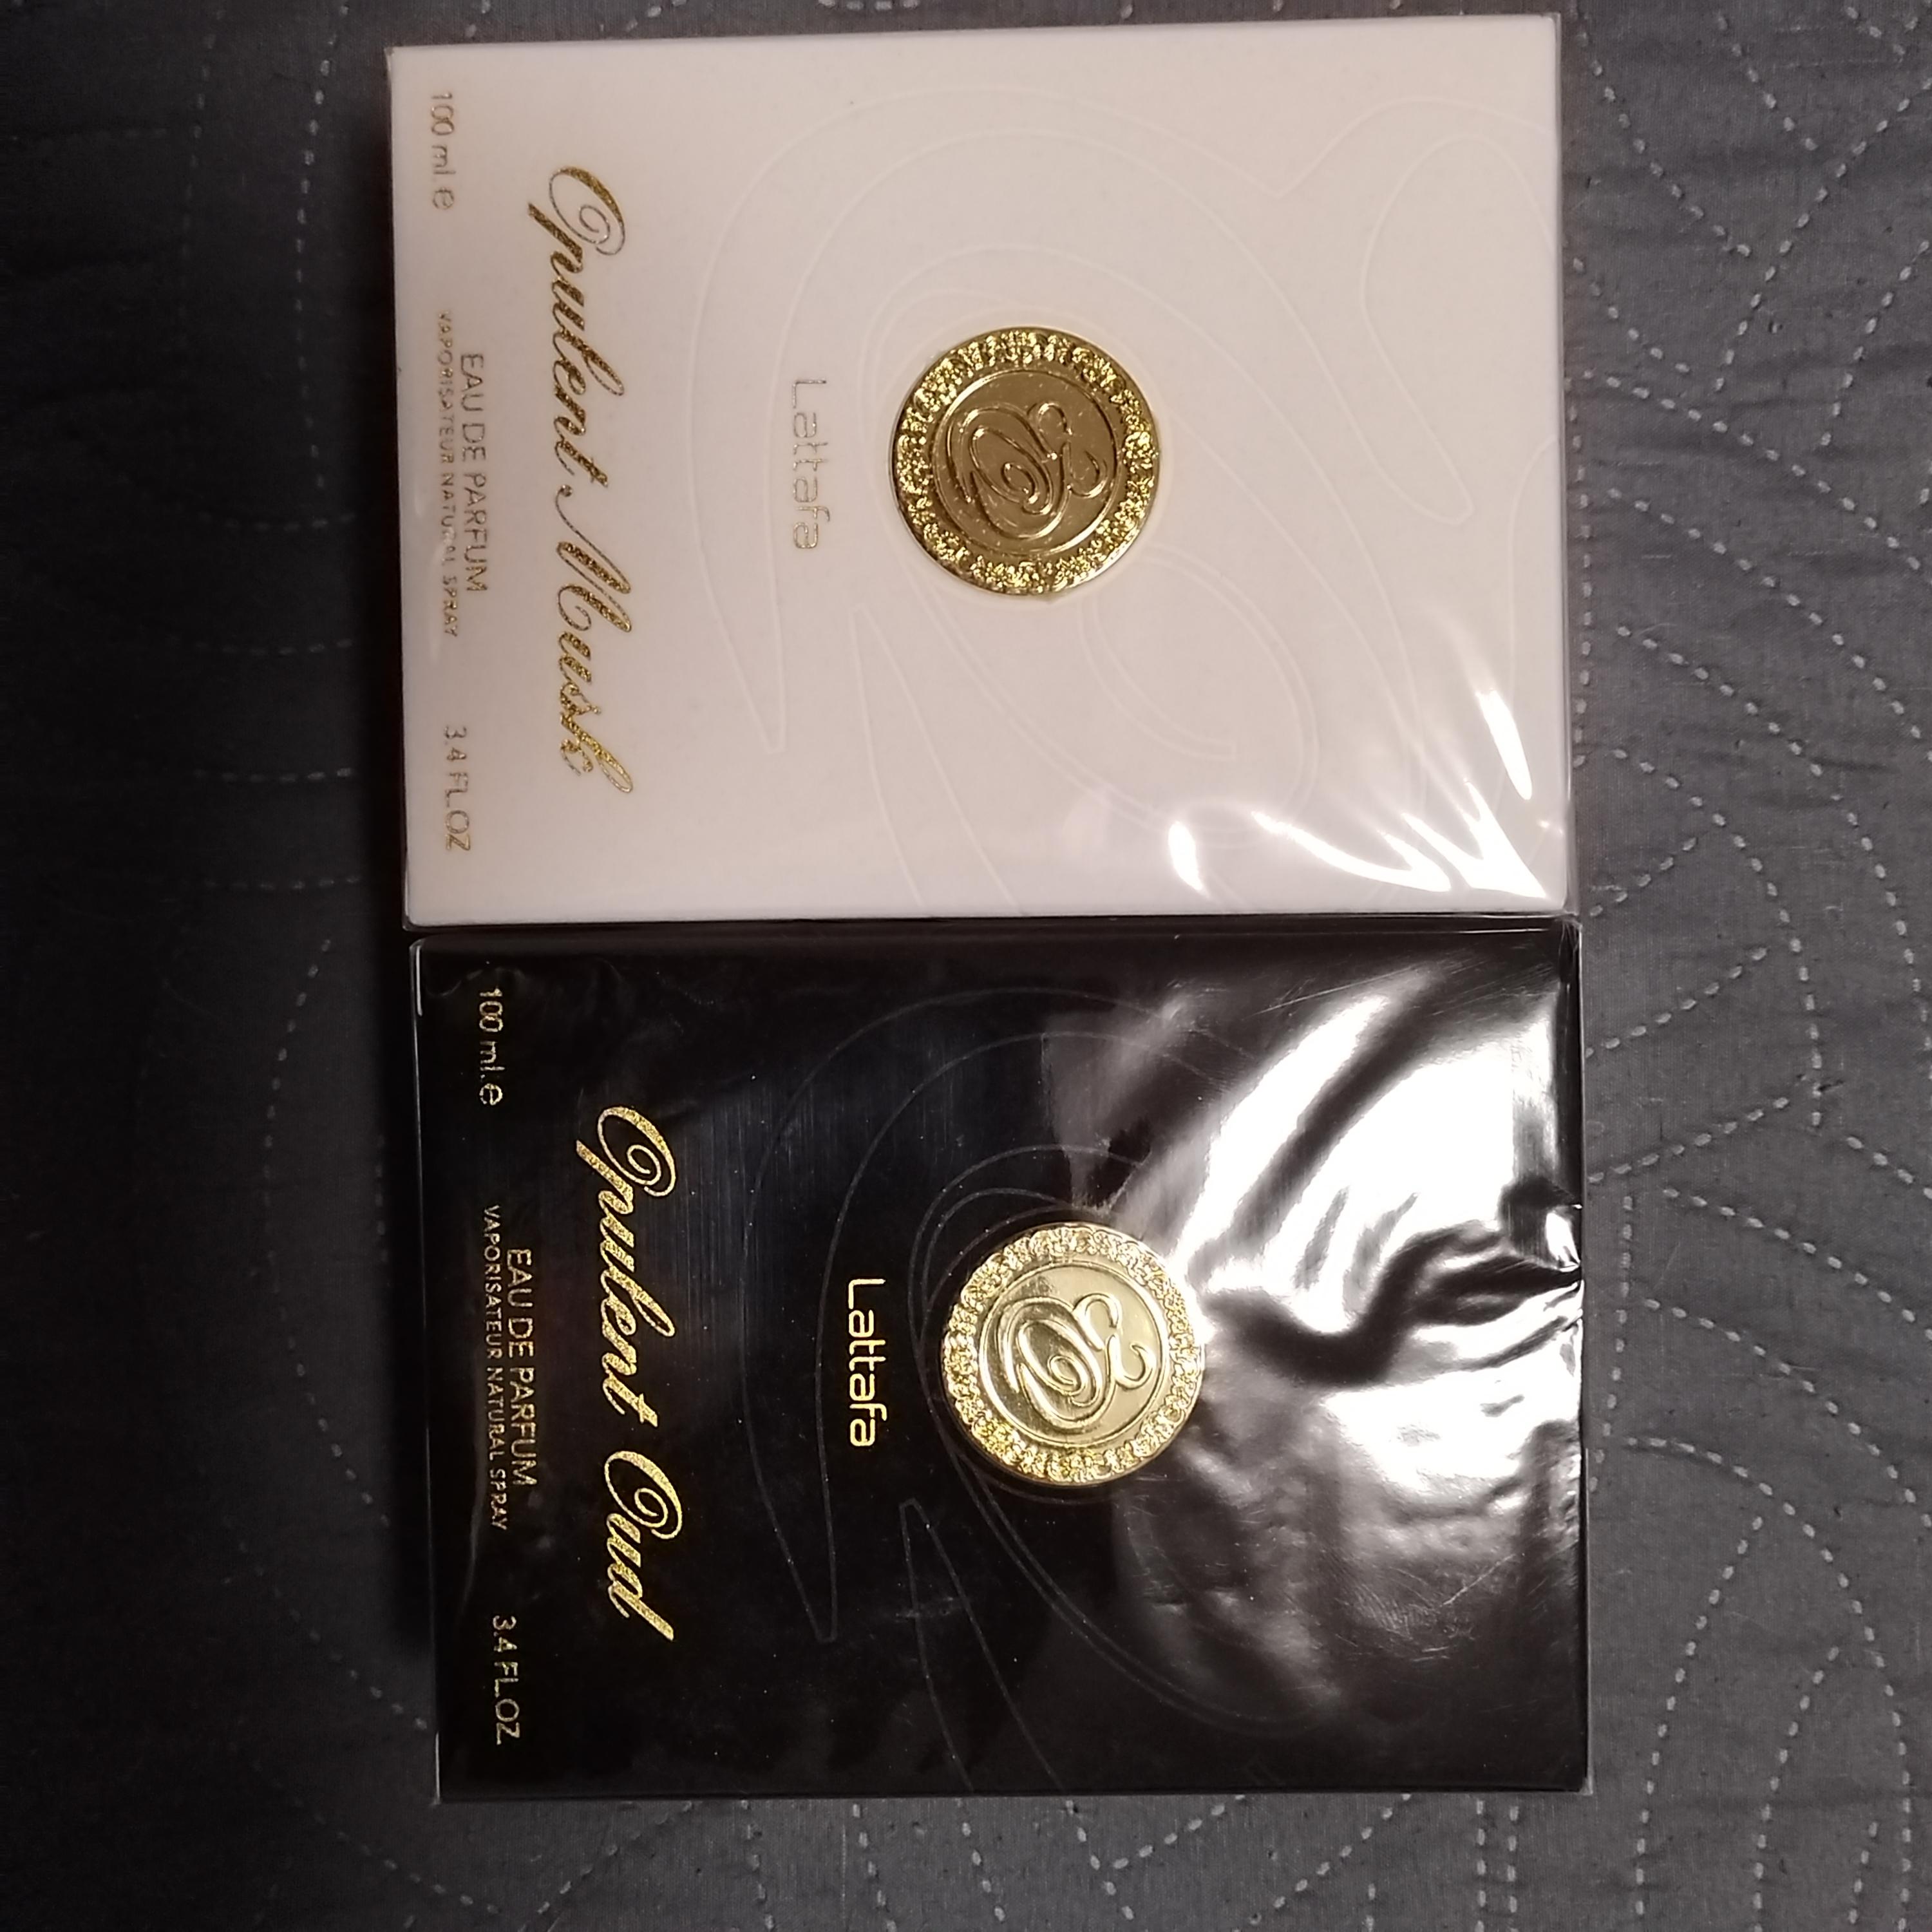 Lattafa
Opulent Musk
EAU DE PARFUM
100 ml.e VAPORISATEUR NATURAL SPRAY 3.4 FL.OZ
Lattafa
Opulent Oud
EAU DE PARFUM
100 ml.e VAPORISATEUR NATURAL SPRAY 3.4 FL.OZ